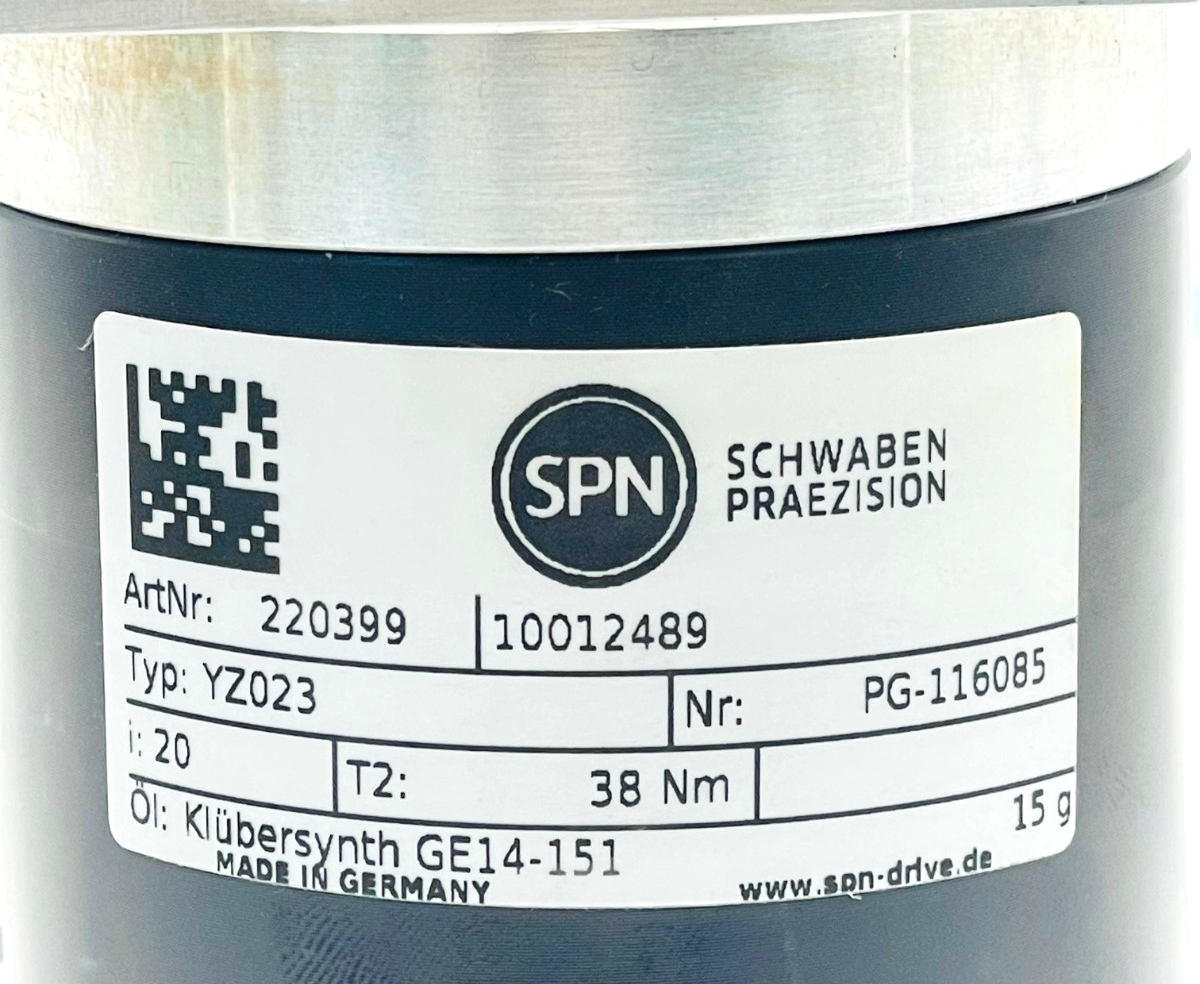 SPN
SCHWABEN
PRAEZISION
ArtNr: 220399 10012489
Typ: YZ023 Nr: PG-116085
i: 20 T2: 38 Nm
Öl: Klübersynth GE14-151 15 g
MADE IN GERMANY www.spn-drive.de